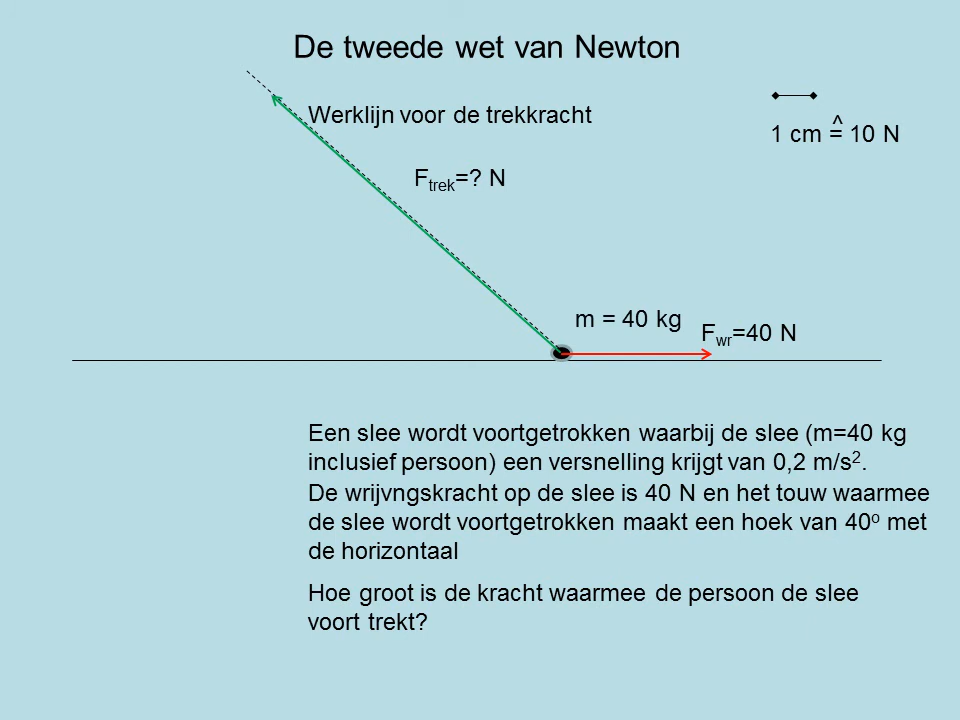 De tweede wet van Newton
Werklijn voor de trekkracht
^
1 cm = 10 N
Ftrek=? N
m = 40 kg
Fwr=40 N
Een slee wordt voortgetrokken waarbij de slee (m=40 kg
inclusief persoon) een versnelling krijgt van 0,2 m/s².
De wrijvngskracht op de slee is 40 N en het touw waarmee
de slee wordt voortgetrokken maakt een hoek van 40º met
de horizontaal
Hoe groot is de kracht waarmee de persoon de slee
voort trekt?